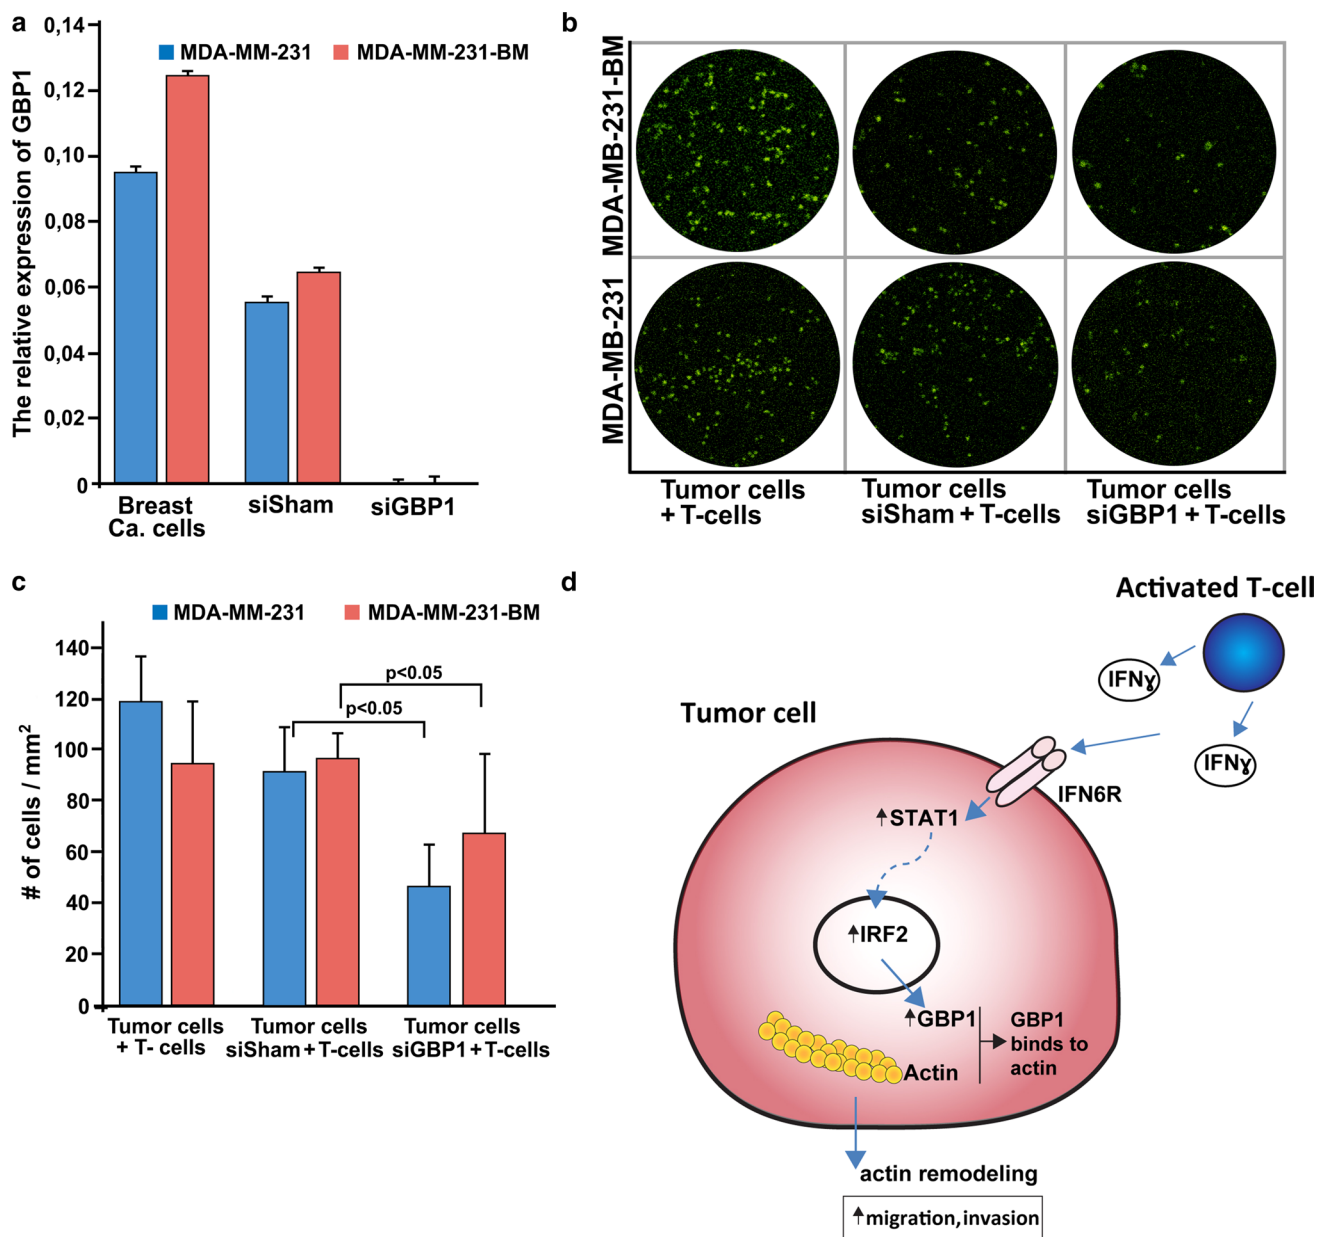 a
0,14
0,12
0,10
0,08
0,06
0,04
0,02
0
The relative expression of GBP1
MDA-MM-231
MDA-MM-231-BM
Breast
Ca. cells
siSham
siGBP1
b
MDA-MB-231-BM
MDA-MB-231
Tumor cells
+ T-cells
Tumor cells
siSham + T-cells
Tumor cells
siGBP1 + T-cells
c
MDA-MM-231
MDA-MM-231-BM
140
120
100
80
60
40
20
0
# of cells / mm²
p<0.05
p<0.05
Tumor cells
+ T- cells
Tumor cells
siSham + T-cells
Tumor cells
siGBP1 + T-cells
d
Activated T-cell
IFNɣ
IFNɣ
Tumor cell
IFN6R
STAT1
IRF2
GBP1
GBP1
binds to
actin
Actin
actin remodeling
migration, invasion